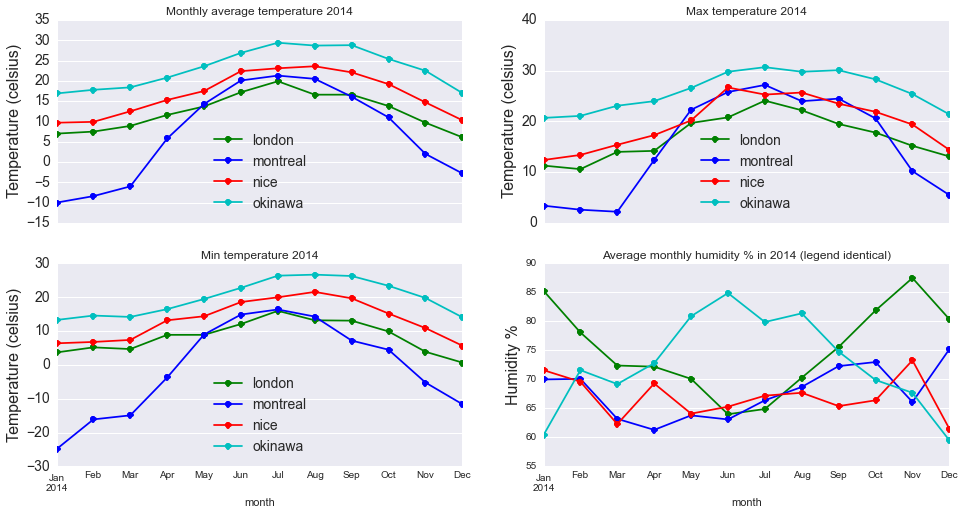 Monthly average temperature 2014
Temperature (celsius)
35
30
25
20
15
10
5
0
−5
−10
−15
london
montreal
nice
okinawa
Max temperature 2014
Temperature (celsius)
40
30
20
10
0
london
montreal
nice
okinawa
Min temperature 2014
Temperature (celsius)
30
20
10
0
−10
−20
−30
london
montreal
nice
okinawa
Jan Feb Mar Apr May Jun Jul Aug Sep Oct Nov Dec
2014
month
Average monthly humidity % in 2014 (legend identical)
Humidity %
90
85
80
75
70
65
60
55
Jan Feb Mar Apr May Jun Jul Aug Sep Oct Nov Dec
2014
month